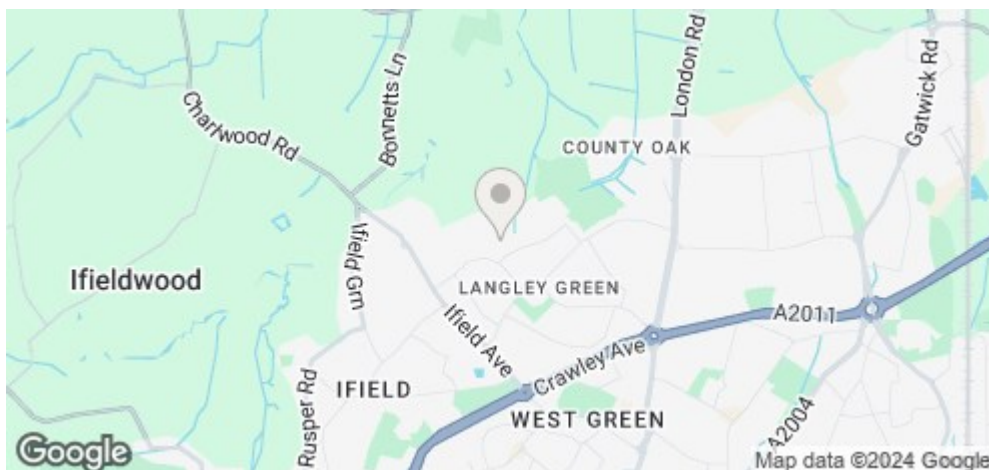 London Rd
Bonnetts Ln
Gatwick Rd
Charlwood Rd
COUNTY OAK
Ifield Grn
Ifieldwood
LANGLEY GREEN
A2011
Ifield Ave
Crawley Ave
Rusper Rd
IFIELD
WEST GREEN
A2004
Google
Map data ©2024 Google